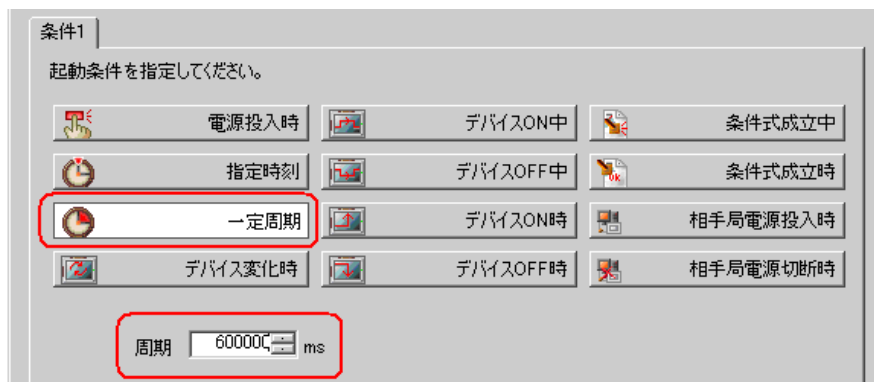 条件1
起動条件を指定してください。
電源投入時 デバイスON中 条件式成立中
指定時刻 デバイスOFF中 条件式成立時
一定周期 デバイスON時 相手局電源投入時
デバイス変化時 デバイスOFF時 相手局電源切断時
周期 600000 ms